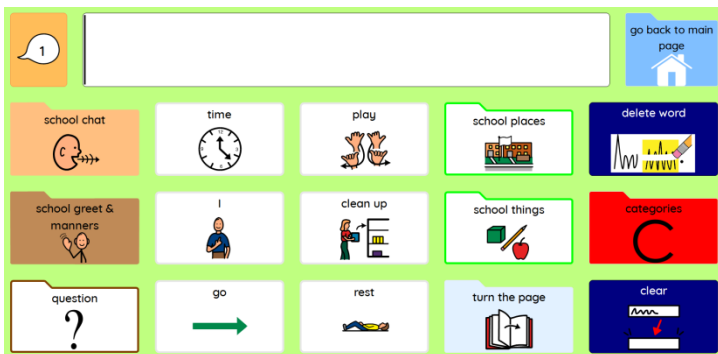 1
go back to main
page
school chat
time
play
school places
delete word
school greet &
manners
I
clean up
school things
categories
C
question
?
go
rest
turn the page
clear